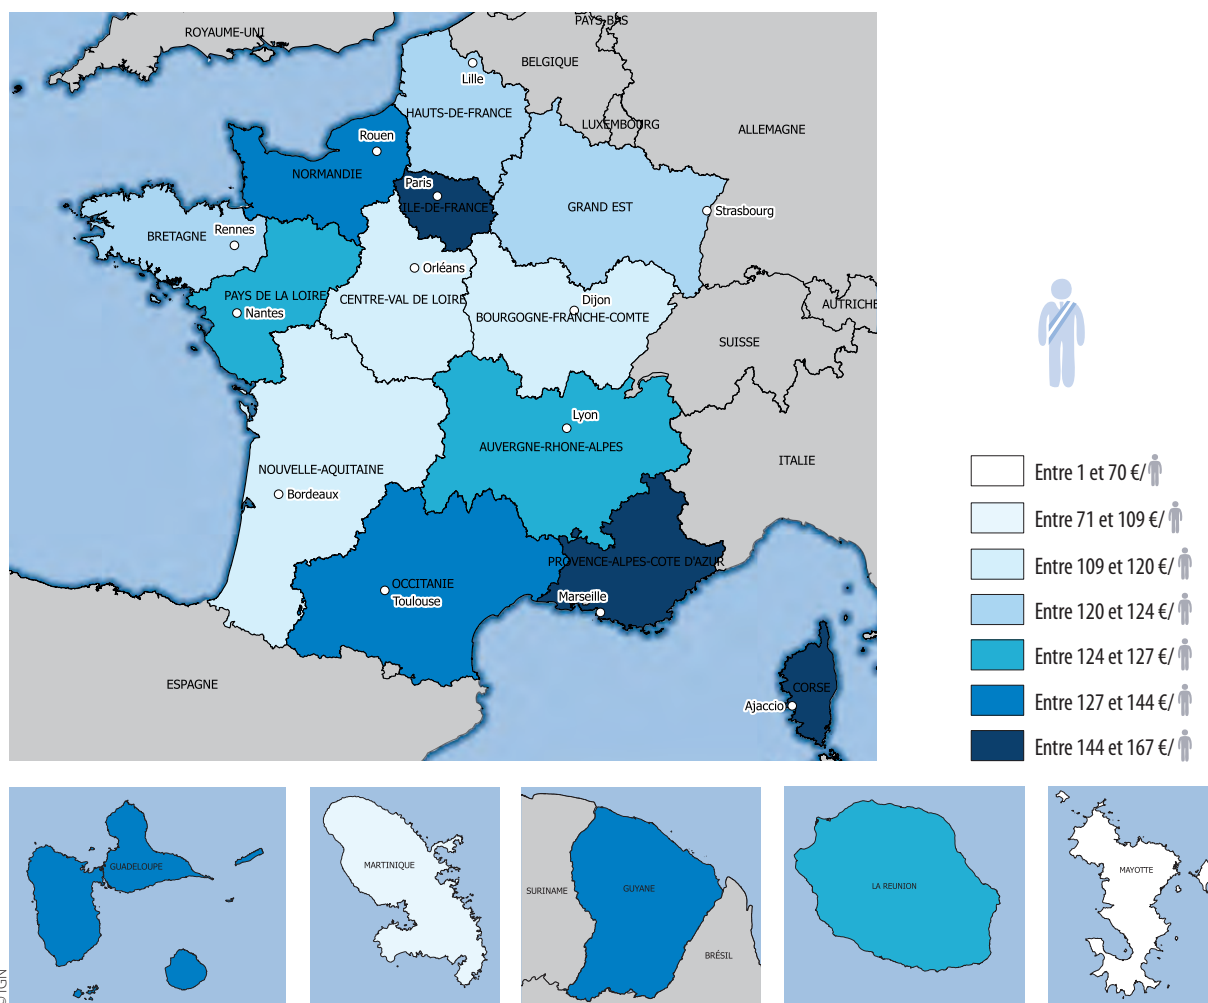 ROYAUME-UNI
PAYS-BAS
BELGIQUE
Lille
HAUTS-DE-FRANCE
LUXEMBOURG
ALLEMAGNE
Rouen
NORMANDIE
Paris
ILE-DE-FRANCE
GRAND EST
Strasbourg
BRETAGNE
Rennes
Orléans
PAYS DE LA LOIRE
CENTRE-VAL DE LOIRE
Dijon
BOURGOGNE-FRANCHE-COMTE
Nantes
AUTRICHE
SUISSE
Lyon
AUVERGNE-RHONE-ALPES
ITALIE
NOUVELLE-AQUITAINE
Bordeaux
PROVENCE-ALPES-COTE D'AZUR
OCCITANIE
Toulouse
Marseille
ESPAGNE
CORSE
Ajaccio
Entre 1 et 70 €/
Entre 71 et 109 €/
Entre 109 et 120 €/
Entre 120 et 124 €/
Entre 124 et 127 €/
Entre 127 et 144 €/
Entre 144 et 167 €/
GUADELOUPE
MARTINIQUE
SURINAME
GUYANE
BRÉSIL
LA REUNION
MAYOTTE
©IGN